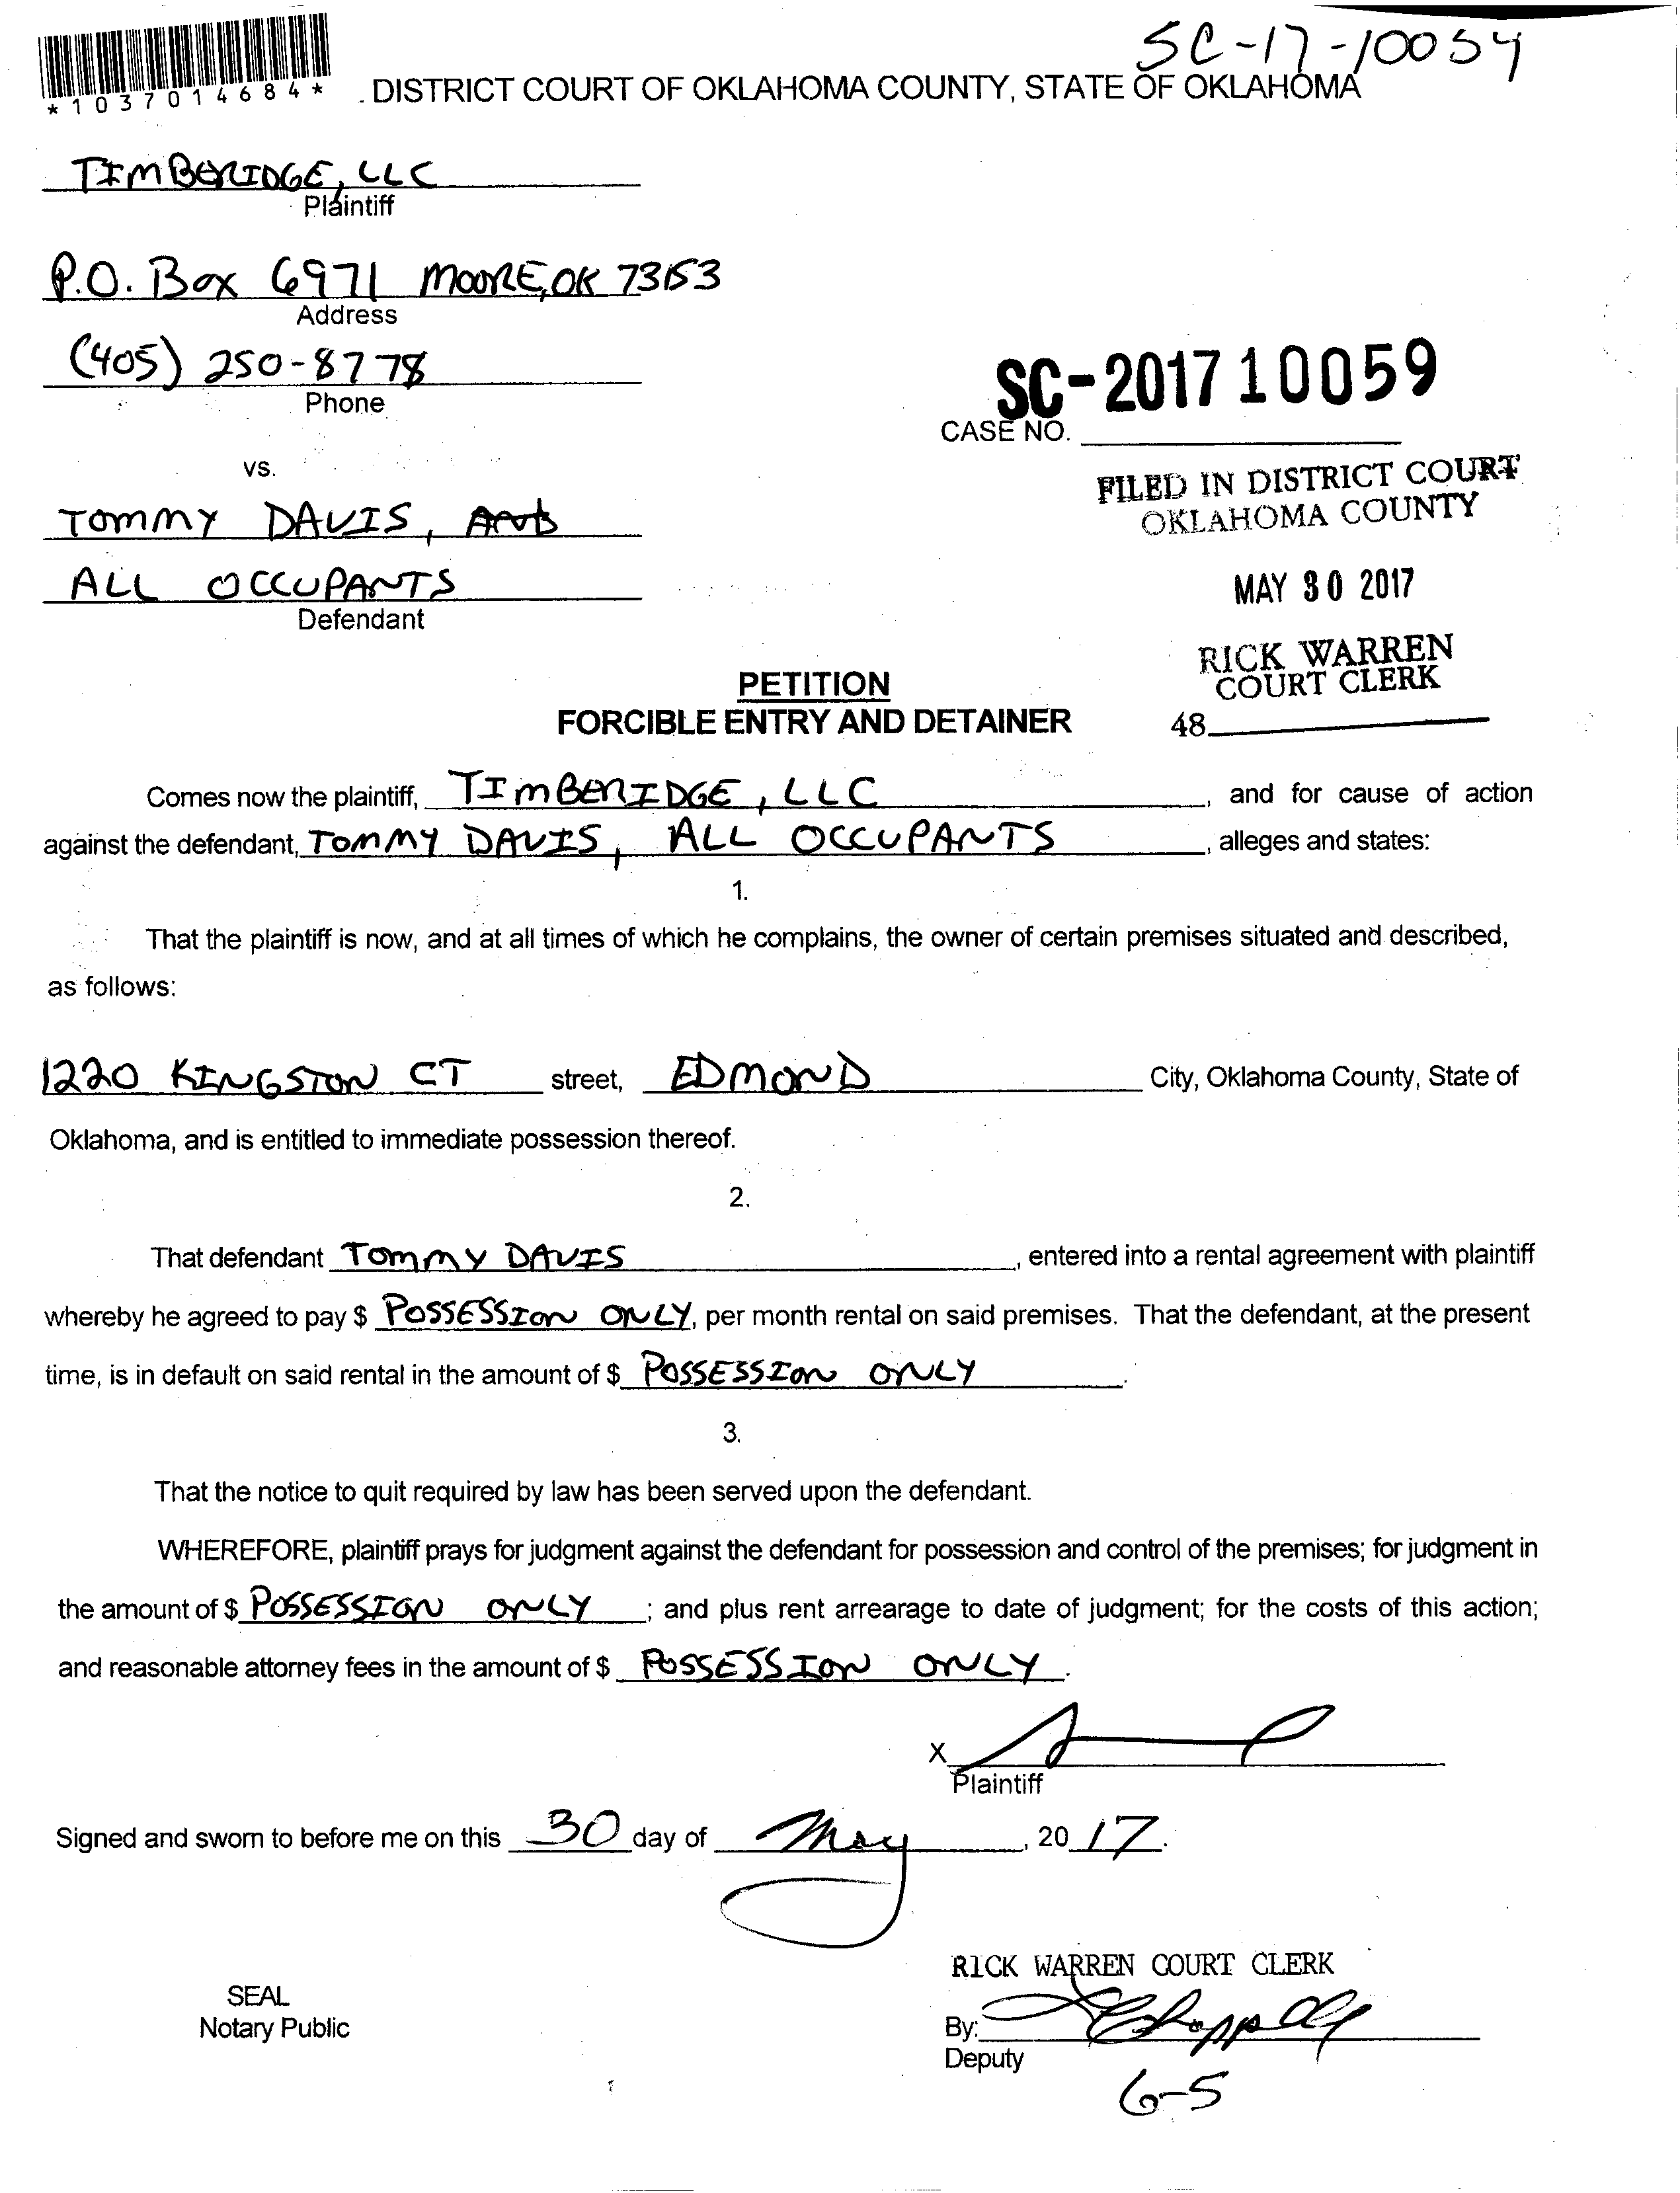 SC-17-10059
*1037014684*
DISTRICT COURT OF OKLAHOMA COUNTY, STATE OF OKLAHOMA
TIMBERIDGE, LLC
Plaintiff
P.O. Box 6971 MOORE, OK 73153
Address
(405) 250-8778
Phone
SC-2017 10059
CASE NO.
vs.
FILED IN DISTRICT COURT
OKLAHOMA COUNTY
TOMMY DAVIS, AND
ALL OCCUPANTS
Defendant
MAY 30 2017
RICK WARREN
COURT CLERK
48
PETITION
FORCIBLE ENTRY AND DETAINER
Comes now the plaintiff, TIMBERIDGE, LLC, and for cause of action
against the defendant, TOMMY DAVIS, ALL OCCUPANTS, alleges and states:
1.
That the plaintiff is now, and at all times of which he complains, the owner of certain premises situated and described,
as follows:
1220 KINGSTON CT street, EDMOND City, Oklahoma County, State of
Oklahoma, and is entitled to immediate possession thereof.
2.
That defendant TOMMY DAVIS, entered into a rental agreement with plaintiff
whereby he agreed to pay $ POSSESSION ONLY, per month rental on said premises. That the defendant, at the present
time, is in default on said rental in the amount of $ POSSESSION ONLY.
3.
That the notice to quit required by law has been served upon the defendant.
WHEREFORE, plaintiff prays for judgment against the defendant for possession and control of the premises; for judgment in
the amount of $ POSSESSION ONLY; and plus rent arrearage to date of judgment; for the costs of this action;
and reasonable attorney fees in the amount of $ POSSESSION ONLY.
X
Plaintiff
Signed and sworn to before me on this 30 day of May, 2017.
RICK WARREN COURT CLERK
SEAL
Notary Public
By:
Deputy
6-5